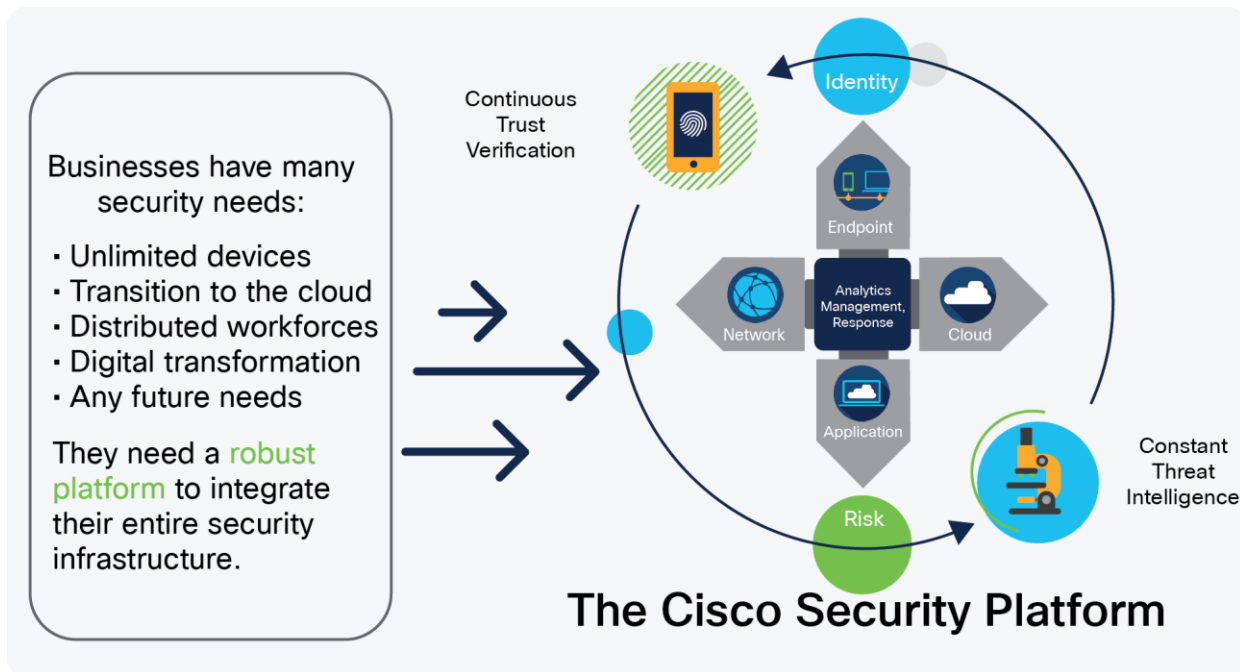 Businesses have many
security needs:
· Unlimited devices
· Transition to the cloud
· Distributed workforces
· Digital transformation
· Any future needs
They need a robust
platform to integrate
their entire security
infrastructure.
Continuous
Trust
Verification
Identity
Endpoint
Network
Analytics
Management,
Response
Cloud
Application
Risk
Constant
Threat
Intelligence
The Cisco Security Platform